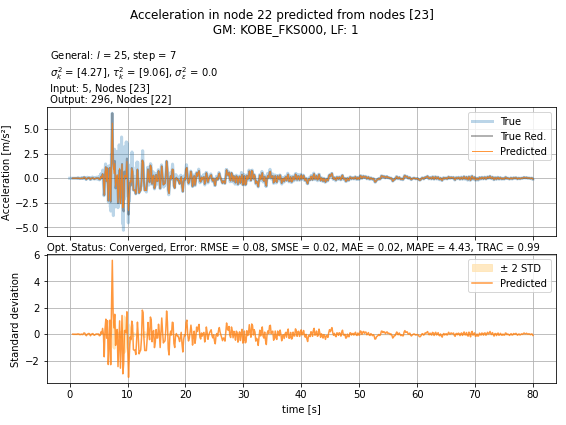 Acceleration in node 22 predicted from nodes [23]
GM: KOBE_FKS000, LF: 1
General: l = 25, step = 7
σ²ₖ = [4.27], τ²ₖ = [9.06], σ²ε = 0.0
Input: 5, Nodes [23]
Output: 296, Nodes [22]
True
True Red.
Predicted
5.0
2.5
0.0
−2.5
−5.0
Acceleration [m/s²]
Opt. Status: Converged, Error: RMSE = 0.08, SMSE = 0.02, MAE = 0.02, MAPE = 4.43, TRAC = 0.99
± 2 STD
Predicted
6
4
2
0
−2
Standard deviation
0 10 20 30 40 50 60 70 80
time [s]